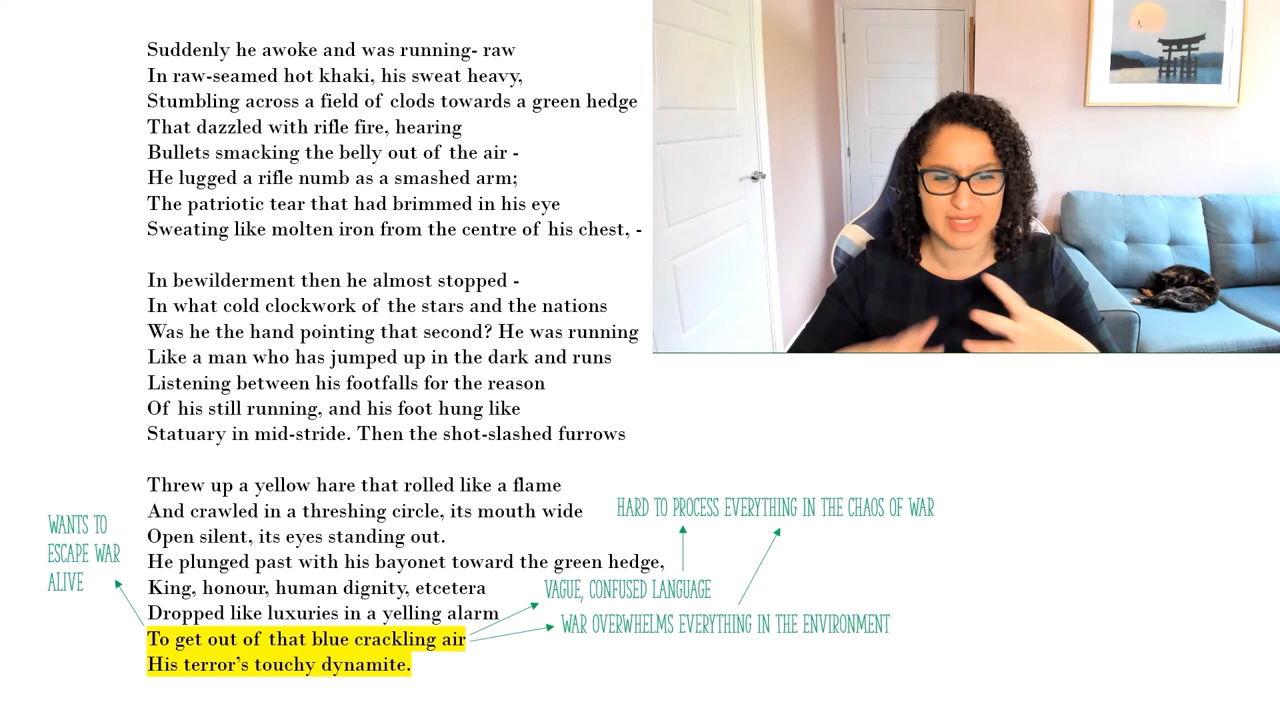 Suddenly he awoke and was running- raw
In raw-seamed hot khaki, his sweat heavy,
Stumbling across a field of clods towards a green hedge
That dazzled with rifle fire, hearing
Bullets smacking the belly out of the air -
He lugged a rifle numb as a smashed arm;
The patriotic tear that had brimmed in his eye
Sweating like molten iron from the centre of his chest, -
In bewilderment then he almost stopped -
In what cold clockwork of the stars and the nations
Was he the hand pointing that second? He was running
Like a man who has jumped up in the dark and runs
Listening between his footfalls for the reason
Of his still running, and his foot hung like
Statuary in mid-stride. Then the shot-slashed furrows
Threw up a yellow hare that rolled like a flame
And crawled in a threshing circle, its mouth wide
Open silent, its eyes standing out.
He plunged past with his bayonet toward the green hedge,
King, honour, human dignity, etcetera
Dropped like luxuries in a yelling alarm
To get out of that blue crackling air
His terror's touchy dynamite.
WANTS TO
ESCAPE WAR
ALIVE
HARD TO PROCESS EVERYTHING IN THE CHAOS OF WAR
VAGUE, CONFUSED LANGUAGE
WAR OVERWHELMS EVERYTHING IN THE ENVIRONMENT